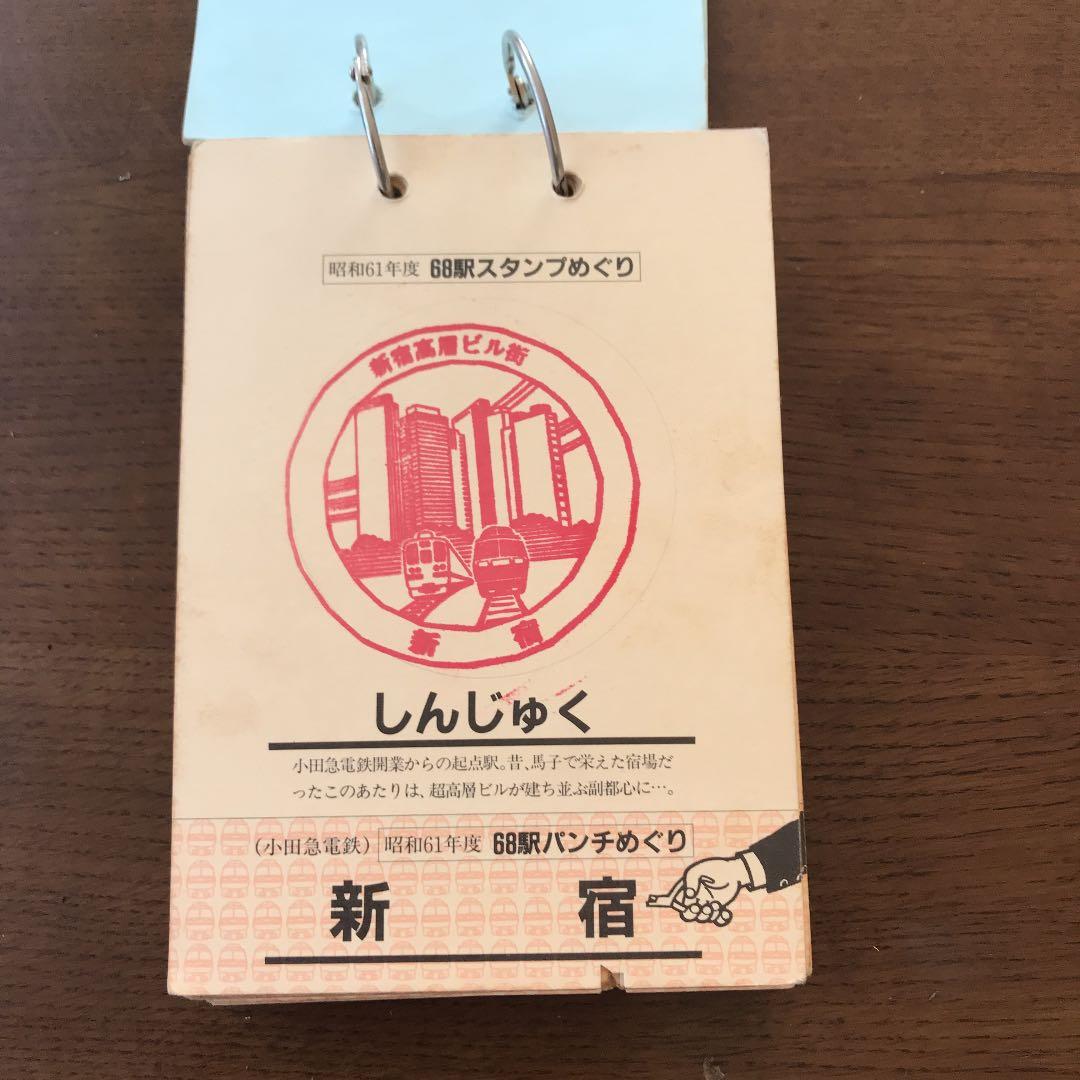 昭和61年度 68駅スタンプめぐり
新宿高層ビル街
新宿
しんじゅく
小田急電鉄開業からの起点駅。昔、馬子で栄えた宿場だ
ったこのあたりは、超高層ビルが建ち並ぶ副都心に…。
(小田急電鉄) 昭和61年度 68駅パンチめぐり
新宿